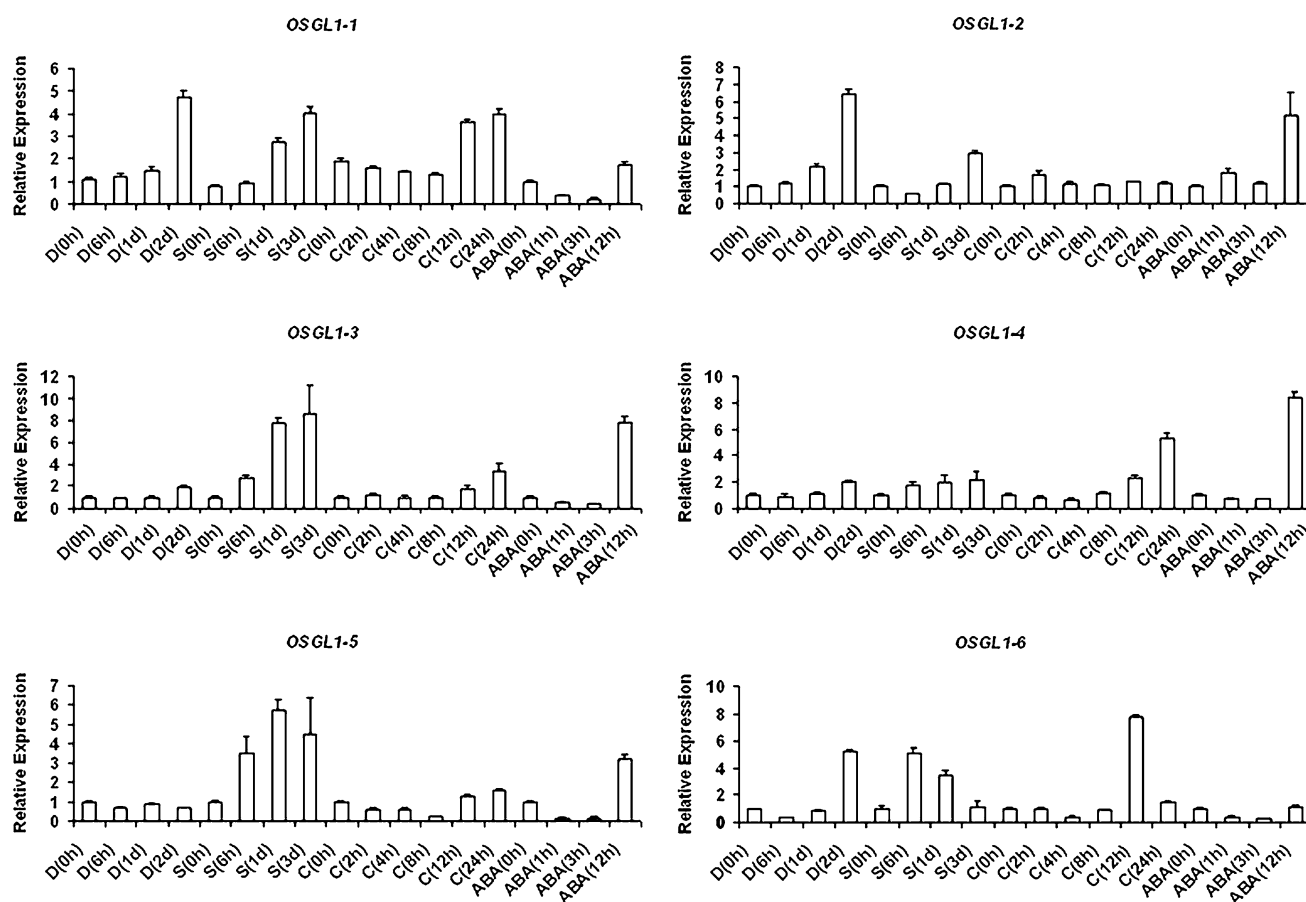 OSGL1-1
Relative Expression
6
5
4
3
2
1
0
D(0h) D(6h) D(1d) D(2d) S(0h) S(6h) S(1d) S(3d) C(0h) C(2h) C(4h) C(8h) C(12h) C(24h) ABA(0h) ABA(1h) ABA(3h) ABA(12h)
OSGL1-2
Relative Expression
8
7
6
5
4
3
2
1
0
D(0h) D(6h) D(1d) D(2d) S(0h) S(6h) S(1d) S(3d) C(0h) C(2h) C(4h) C(8h) C(12h) C(24h) ABA(0h) ABA(1h) ABA(3h) ABA(12h)
OSGL1-3
Relative Expression
12
10
8
6
4
2
0
D(0h) D(6h) D(1d) D(2d) S(0h) S(6h) S(1d) S(3d) C(0h) C(2h) C(4h) C(8h) C(12h) C(24h) ABA(0h) ABA(1h) ABA(3h) ABA(12h)
OSGL1-4
Relative Expression
10
8
6
4
2
0
D(0h) D(6h) D(1d) D(2d) S(0h) S(6h) S(1d) S(3d) C(0h) C(2h) C(4h) C(8h) C(12h) C(24h) ABA(0h) ABA(1h) ABA(3h) ABA(12h)
OSGL1-5
Relative Expression
7
6
5
4
3
2
1
0
D(0h) D(6h) D(1d) D(2d) S(0h) S(6h) S(1d) S(3d) C(0h) C(2h) C(4h) C(8h) C(12h) C(24h) ABA(0h) ABA(1h) ABA(3h) ABA(12h)
OSGL1-6
Relative Expression
10
8
6
4
2
0
D(0h) D(6h) D(1d) D(2d) S(0h) S(6h) S(1d) S(3d) C(0h) C(2h) C(4h) C(8h) C(12h) C(24h) ABA(0h) ABA(1h) ABA(3h) ABA(12h)